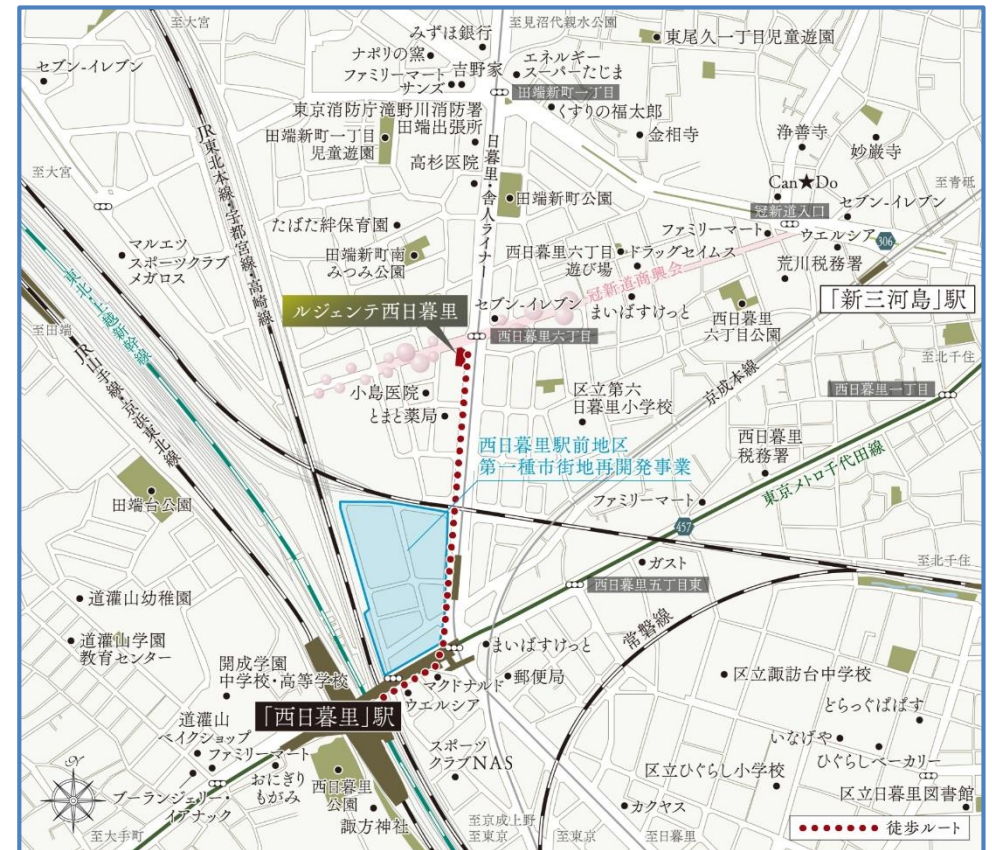 至大宮
みずほ銀行
至見沼代親水公園
東尾久一丁目児童遊園
ナポリの窯
セブン-イレブン
ファミリーマート
吉野家
サンズ
エネルギー
スーパーたじま
田端新町一丁目
くすりの福太郎
東京消防庁滝野川消防署
田端出張所
田端新町一丁目
児童遊園
高杉医院
金相寺
浄善寺
妙巌寺
至大宮
JR東北本線・宇都宮線・高崎線
日暮里・舎人ライナー
田端新町公園
Can★Do
至青砥
冠新道入口
セブン-イレブン
たばた絆保育園
ファミリーマート
ウエルシア
306
マルエツ
スポーツクラブ
メガロス
田端新町南
みつみ公園
西日暮里六丁目
遊び場
ドラッグセイムス
冠新道商興会
荒川税務署
東北・上越新幹線
「新三河島」駅
ルジェンテ西日暮里
セブン-イレブン
まいばすけっと
西日暮里
六丁目公園
西日暮里六丁目
至田端
JR山手線・京浜東北線
至北千住
小島医院
とまと薬局
区立第六
日暮里小学校
京成本線
西日暮里一丁目
西日暮里駅前地区
第一種市街地再開発事業
西日暮里
税務署
東京メトロ千代田線
田端台公園
ファミリーマート
457
ガスト
至北千住
西日暮里五丁目東
道灌山幼稚園
常磐線
道灌山学園
教育センター
まいばすけっと
開成学園
中学校・高等学校
マクドナルド
郵便局
区立諏訪台中学校
ウエルシア
「西日暮里」駅
とらっぐぱぱす
道灌山
ベイクショップ
ファミリーマート
スポーツ
クラブNAS
いなげや
ひぐらしベーカリー
おにぎり
もがみ
西日暮里
公園
区立ひぐらし小学校
ブーランジェリー・
イアナック
諏方神社
カクヤス
区立日暮里図書館
N
至大手町
至京成上野
至東京
至東京
至日暮里
徒歩ルート